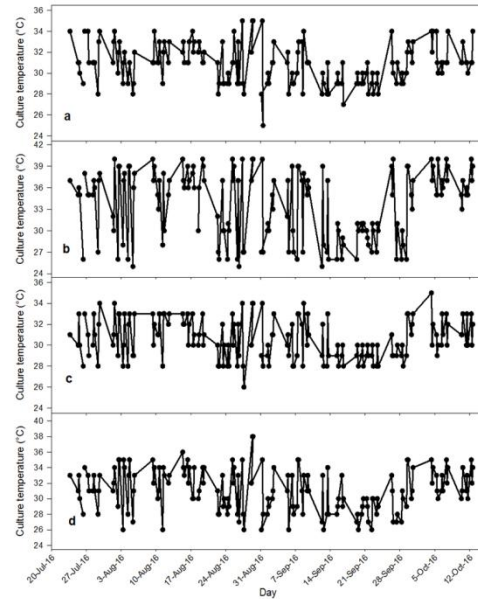 36
34
32
30
28
26
24
Culture temperature (°C)
a
42
39
36
33
30
27
24
Culture temperature (°C)
b
36
34
32
30
28
26
24
Culture temperature (°C)
c
40
38
36
34
32
30
28
26
24
Culture temperature (°C)
d
20-Jul-16
27-Jul-16
3-Aug-16
10-Aug-16
17-Aug-16
24-Aug-16
31-Aug-16
7-Sep-16
14-Sep-16
21-Sep-16
28-Sep-16
5-Oct-16
12-Oct-16
Day